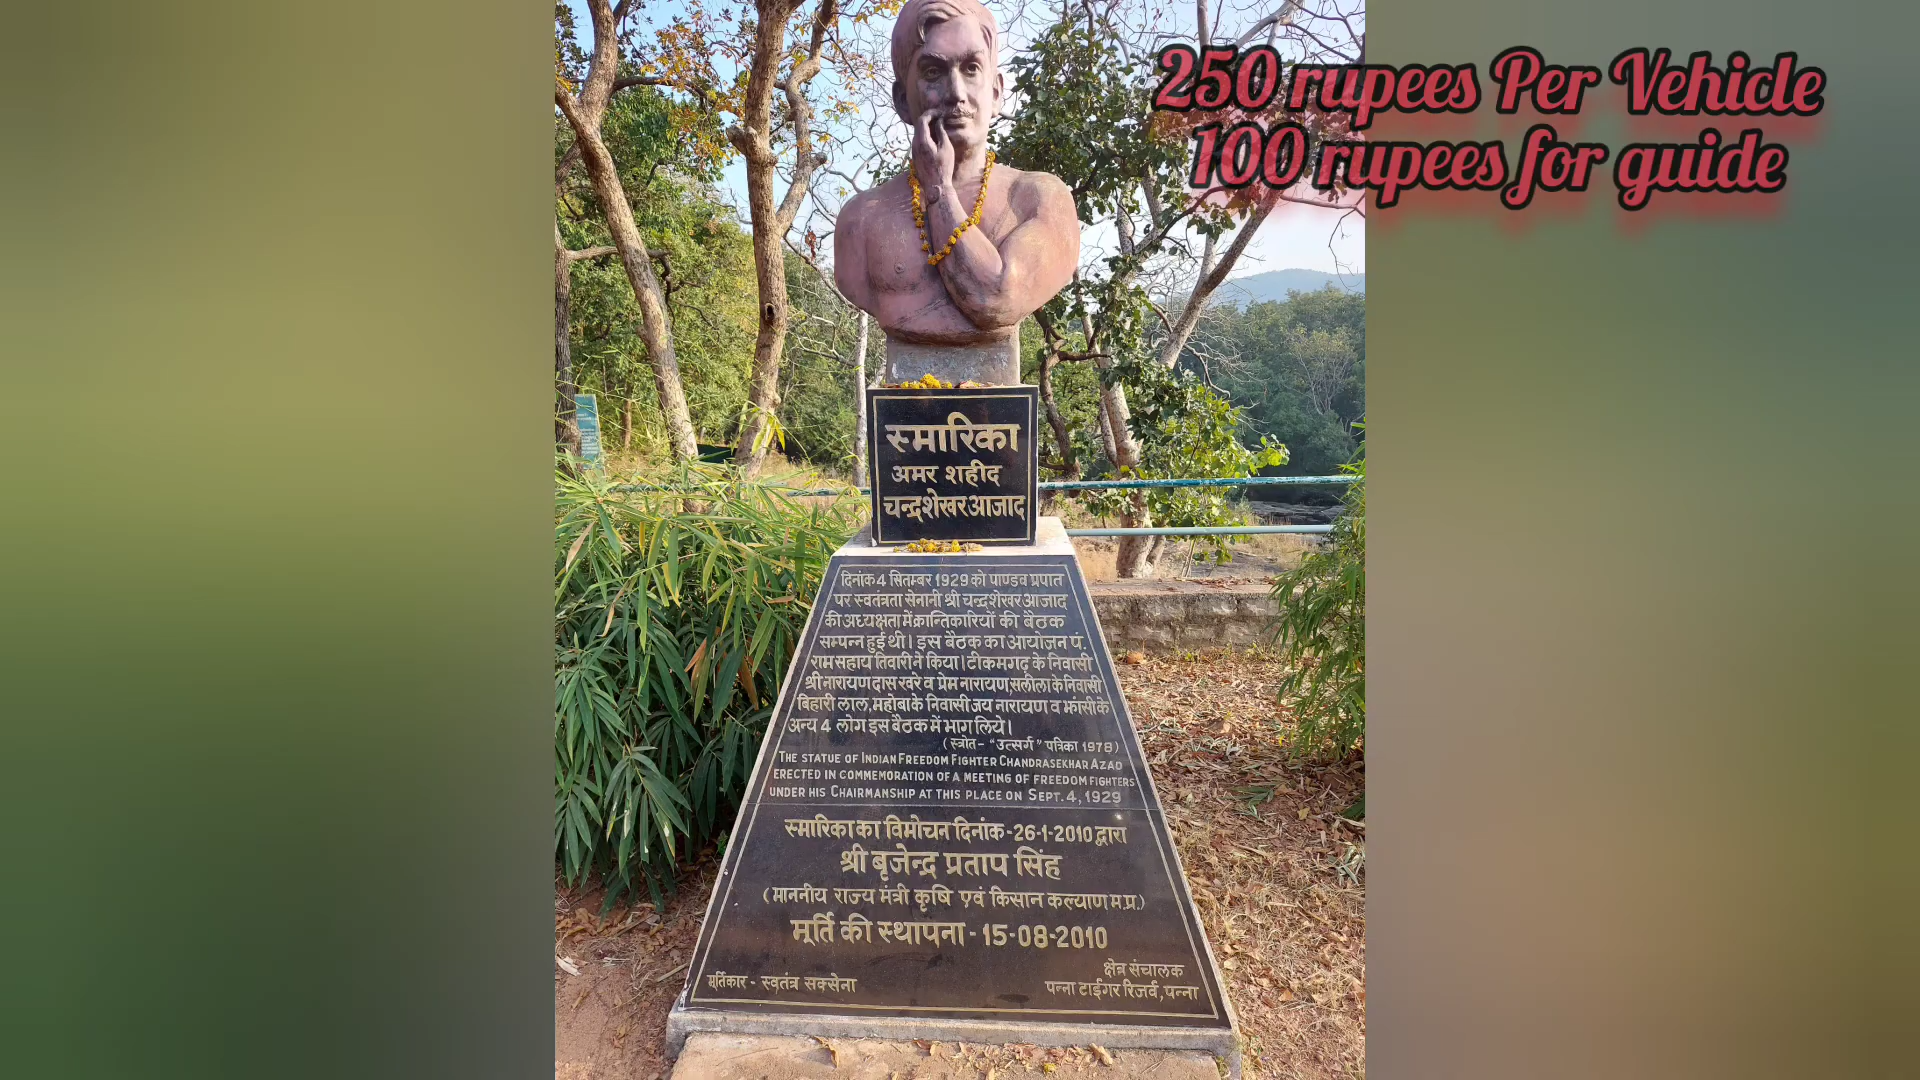 250 rupees Per Vehicle
100 rupees for guide
स्मारिका
अमर शहीद
चन्द्रशेखर आजाद
दिनांक 4 सितम्बर 1929 को पाण्डव प्रपात
पर स्वतंत्रता सेनानी श्री चन्द्रशेखर आजाद
की अध्यक्षता में क्रान्तिकारियों की बैठक
सम्पन्न हुई थी। इस बैठक का आयोजन पं.
रामसहाय तिवारी ने किया। टीकमगढ़ के निवासी
श्री नारायण दास खरे व प्रेम नारायण, सलीला के निवासी
बिहारी लाल, महोबा के निवासी जय नारायण व झांसी के
अन्य 4 लोग इस बैठक में भाग लिये।
(स्त्रोत - "उत्सर्ग" पत्रिका 1978)
THE STATUE OF INDIAN FREEDOM FIGHTER CHANDRASEKHAR AZAD
ERECTED IN COMMEMORATION OF A MEETING OF FREEDOM FIGHTERS
UNDER HIS CHAIRMANSHIP AT THIS PLACE ON SEPT. 4, 1929
स्मारिका का विमोचन दिनांक - 26-1-2010 द्वारा
श्री बृजेन्द्र प्रताप सिंह
(माननीय राज्य मंत्री कृषि एवं किसान कल्याण म.प्र.)
मूर्ति की स्थापना - 15-08-2010
मूर्तिकार - स्वतंत्र सक्सेना
क्षेत्र संचालक
पन्ना टाईगर रिजर्व, पन्ना